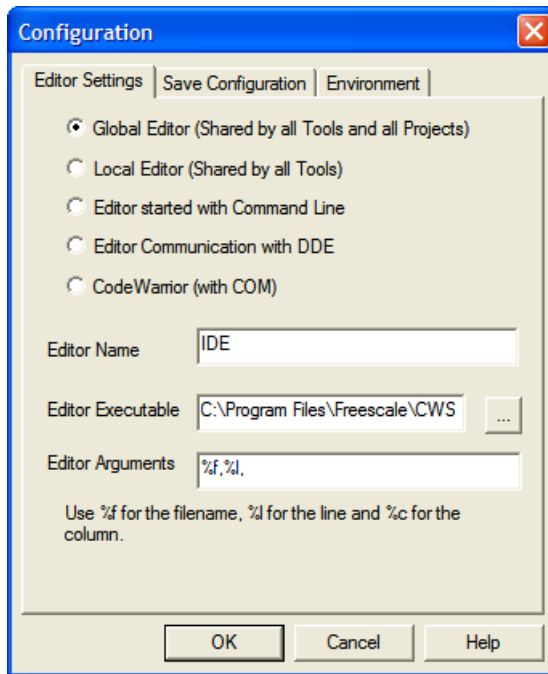 Configuration
Editor Settings Save Configuration Environment
Global Editor (Shared by all Tools and all Projects)
Local Editor (Shared by all Tools)
Editor started with Command Line
Editor Communication with DDE
CodeWarrior (with COM)
Editor Name IDE
Editor Executable C:\Program Files\Freescale\CWS ...
Editor Arguments %f,%l,
Use %f for the filename, %l for the line and %c for the
column.
OK Cancel Help